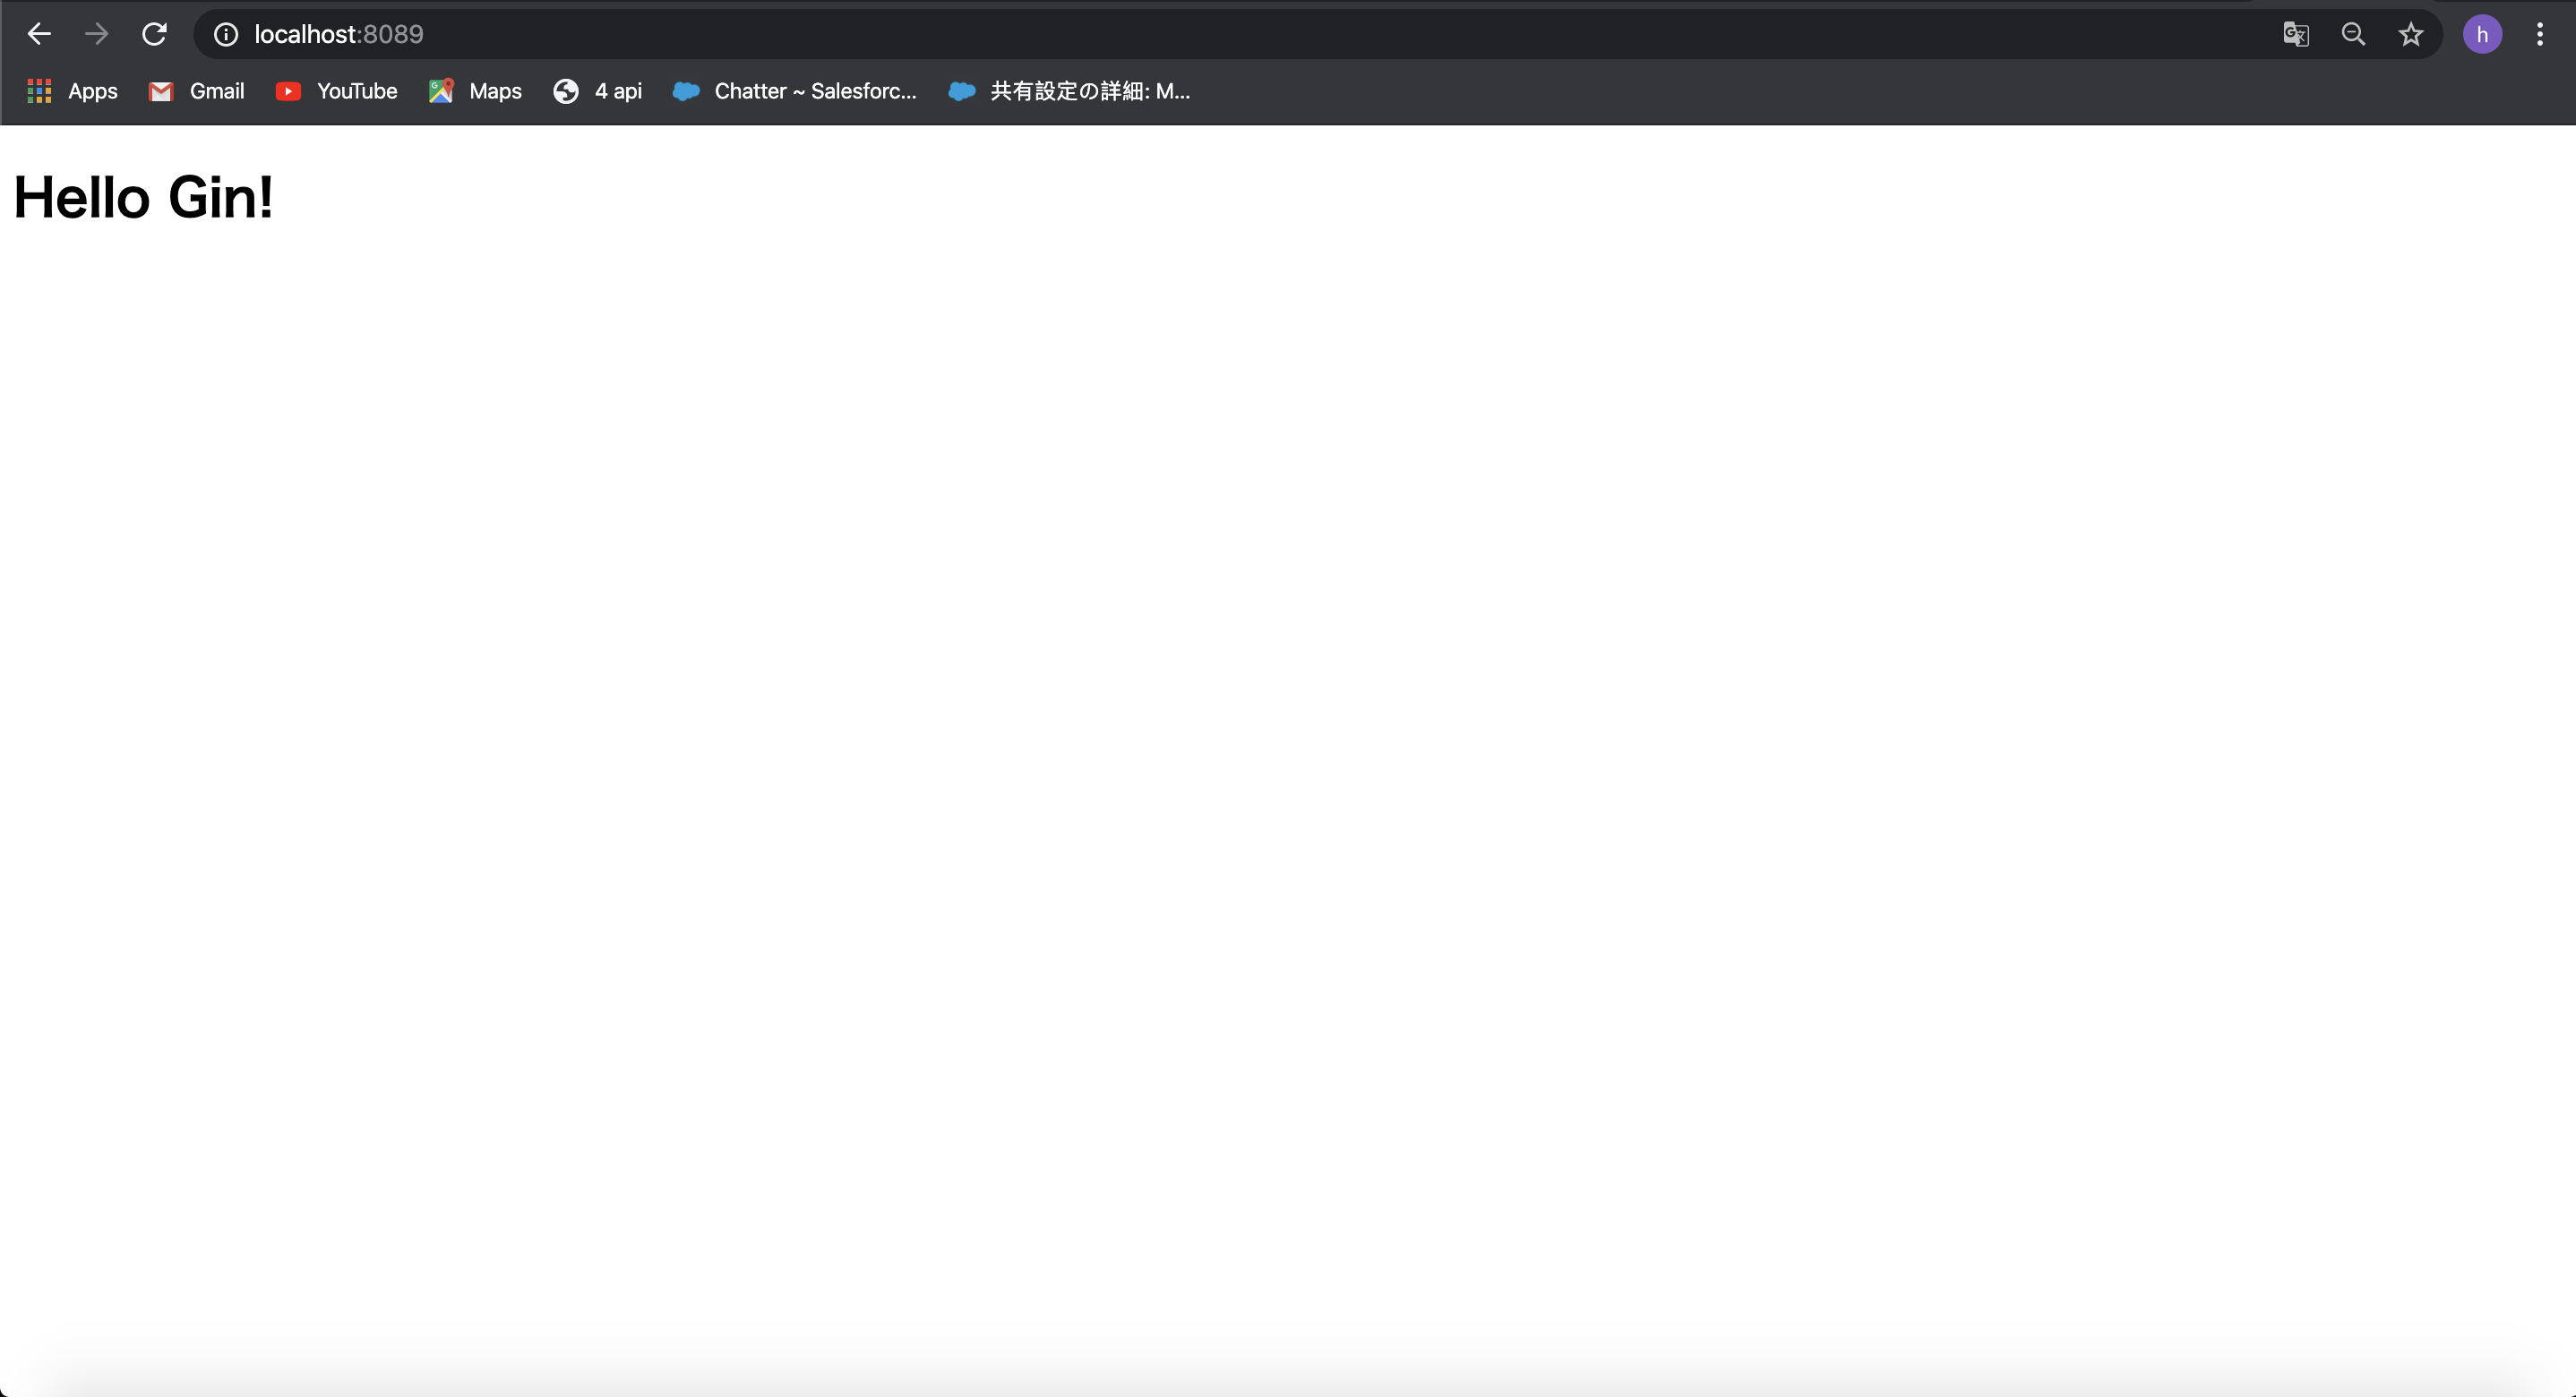 localhost:8089
h
Apps Gmail YouTube Maps 4 api Chatter ~ Salesforc... 共有設定の詳細: M...
Hello Gin!